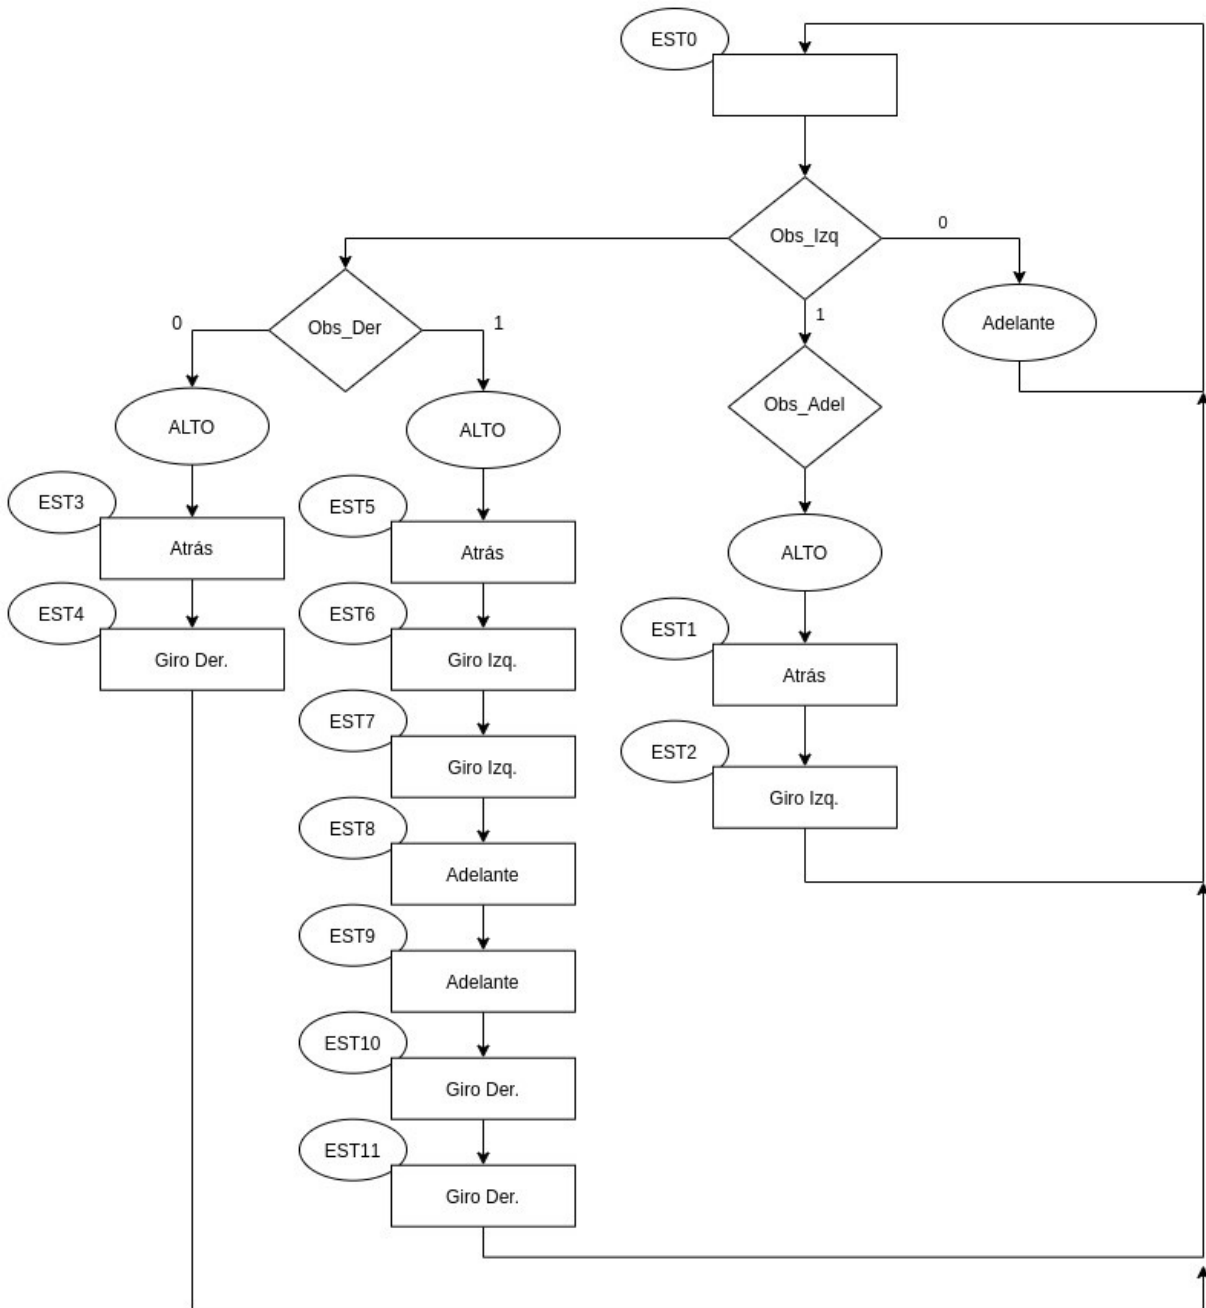 EST0
Obs_Izq
0
1
Adelante
Obs_Der
0
1
Obs_Adel
ALTO
ALTO
ALTO
EST3
Atrás
EST4
Giro Der.
EST5
Atrás
EST6
Giro Izq.
EST7
Giro Izq.
EST8
Adelante
EST9
Adelante
EST10
Giro Der.
EST11
Giro Der.
EST1
Atrás
EST2
Giro Izq.